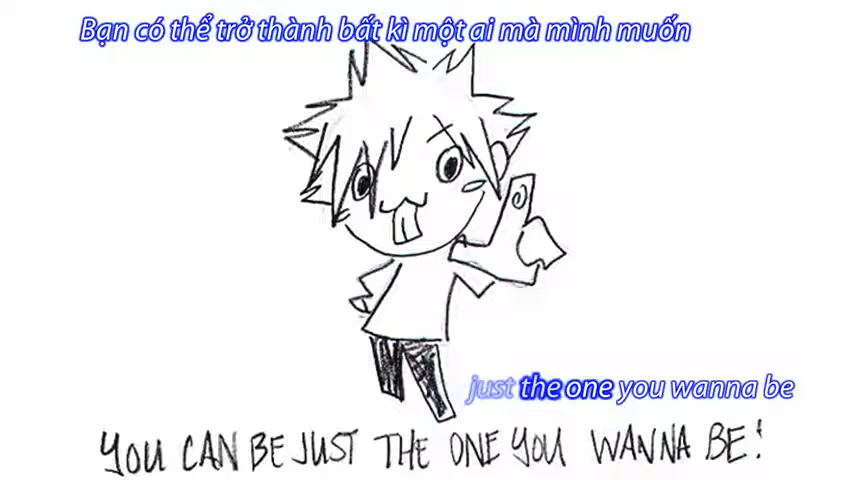 Bạn có thể trở thành bất kì một ai mà mình muốn
just the one you wanna be
YOU CAN BE JUST THE ONE YOU WANNA BE!